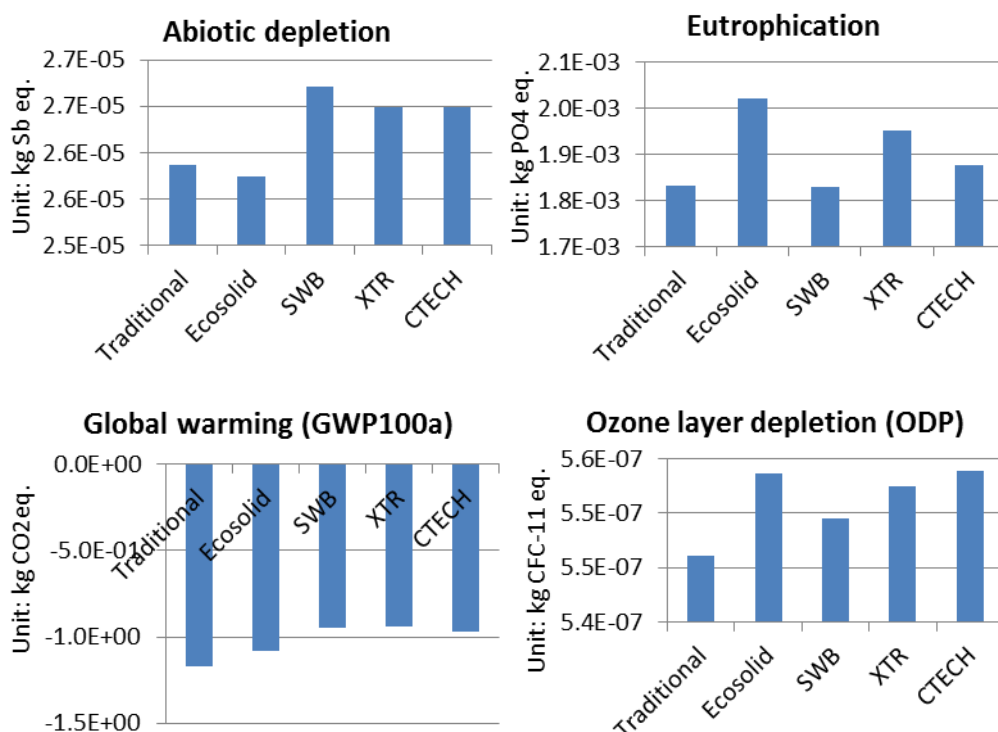 Abiotic depletion
Unit: kg Sb eq.
2.7E-05
2.7E-05
2.6E-05
2.6E-05
2.5E-05
Traditional
Ecosolid
SWB
XTR
CTECH
Eutrophication
Unit: kg PO4 eq.
2.1E-03
2.0E-03
1.9E-03
1.8E-03
1.7E-03
Traditional
Ecosolid
SWB
XTR
CTECH
Global warming (GWP100a)
Unit: kg CO2eq.
0.0E+00
-5.0E-01
-1.0E+00
-1.5E+00
Traditional
Ecosolid
SWB
XTR
CTECH
Ozone layer depletion (ODP)
Unit: kg CFC-11 eq.
5.6E-07
5.5E-07
5.5E-07
5.4E-07
Traditional
Ecosolid
SWB
XTR
CTECH